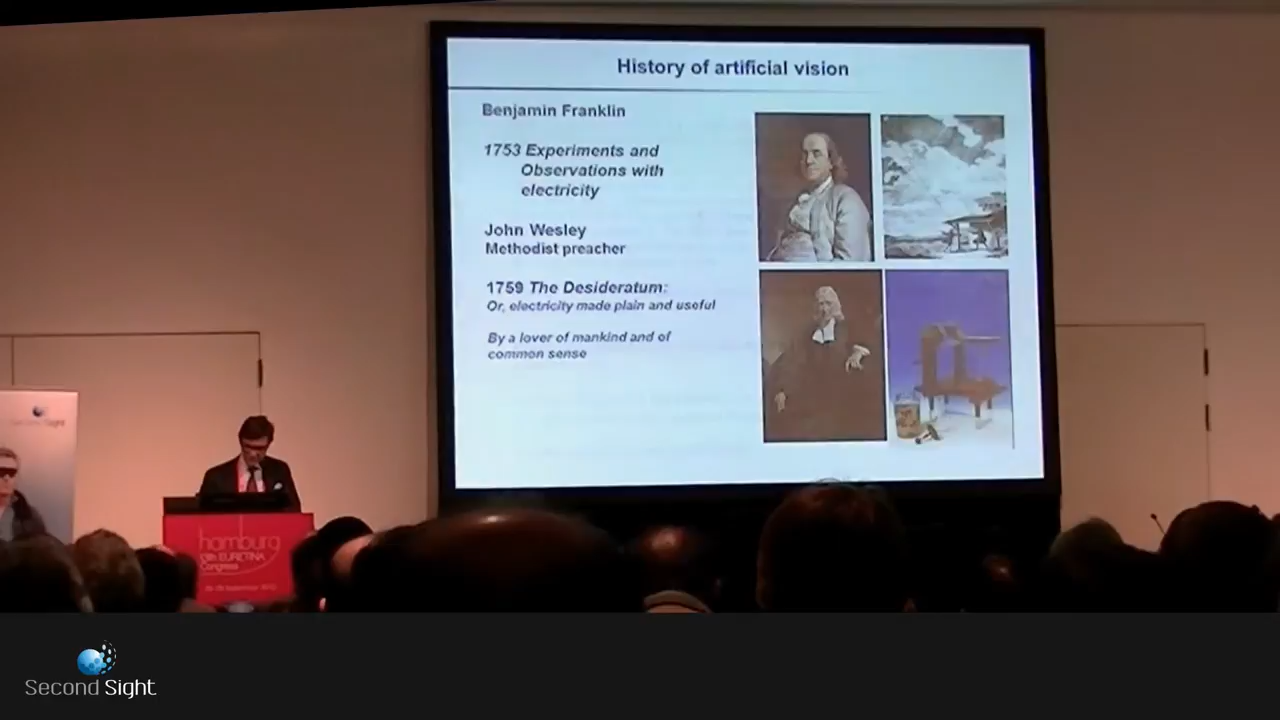 History of artificial vision
Benjamin Franklin
1753 Experiments and
Observations with
electricity
John Wesley
Methodist preacher
1759 The Desideratum:
Or, electricity made plain and useful
By a lover of mankind and of
common sense
Second Sight
hamburg
EURETINA
Congress
Second Sight